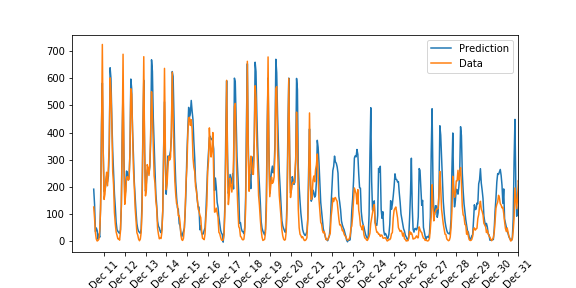 700
600
500
400
300
200
100
0
Prediction
Data
Dec 11
Dec 12
Dec 13
Dec 14
Dec 15
Dec 16
Dec 17
Dec 18
Dec 19
Dec 20
Dec 21
Dec 22
Dec 23
Dec 24
Dec 25
Dec 26
Dec 27
Dec 28
Dec 29
Dec 30
Dec 31